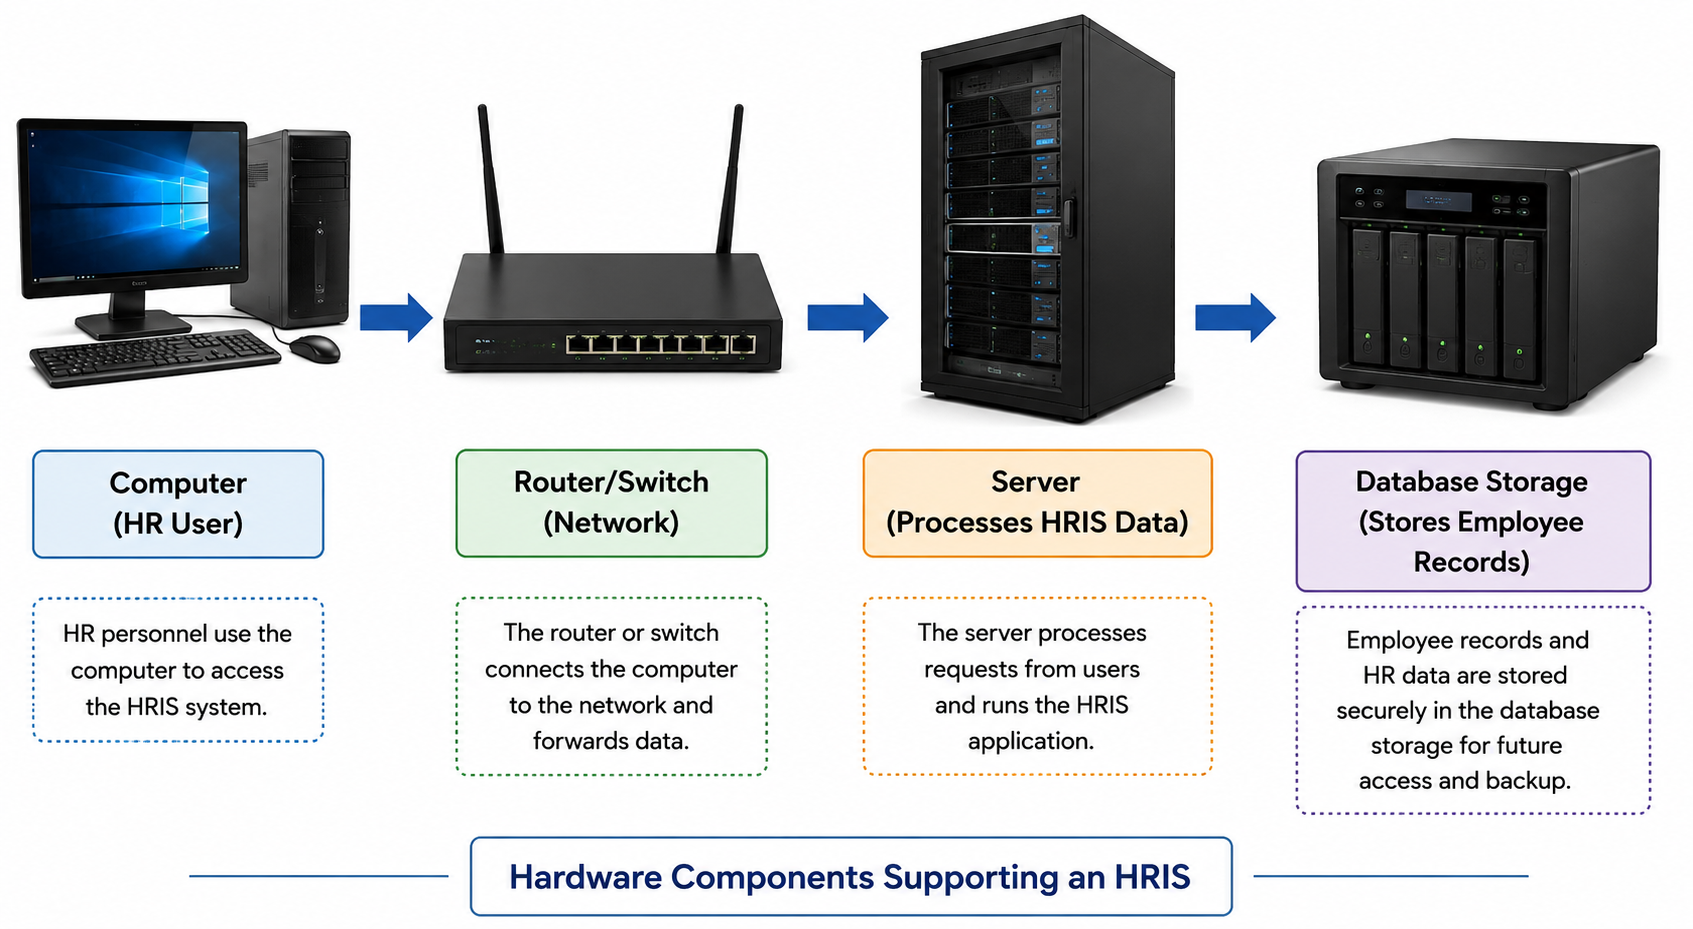 Computer
(HR User)
Router/Switch
(Network)
Server
(Processes HRIS Data)
Database Storage
(Stores Employee
Records)
HR personnel use the
computer to access
the HRIS system.
The router or switch
connects the computer
to the network and
forwards data.
The server processes
requests from users
and runs the HRIS
application.
Employee records and
HR data are stored
securely in the database
storage for future
access and backup.
Hardware Components Supporting an HRIS